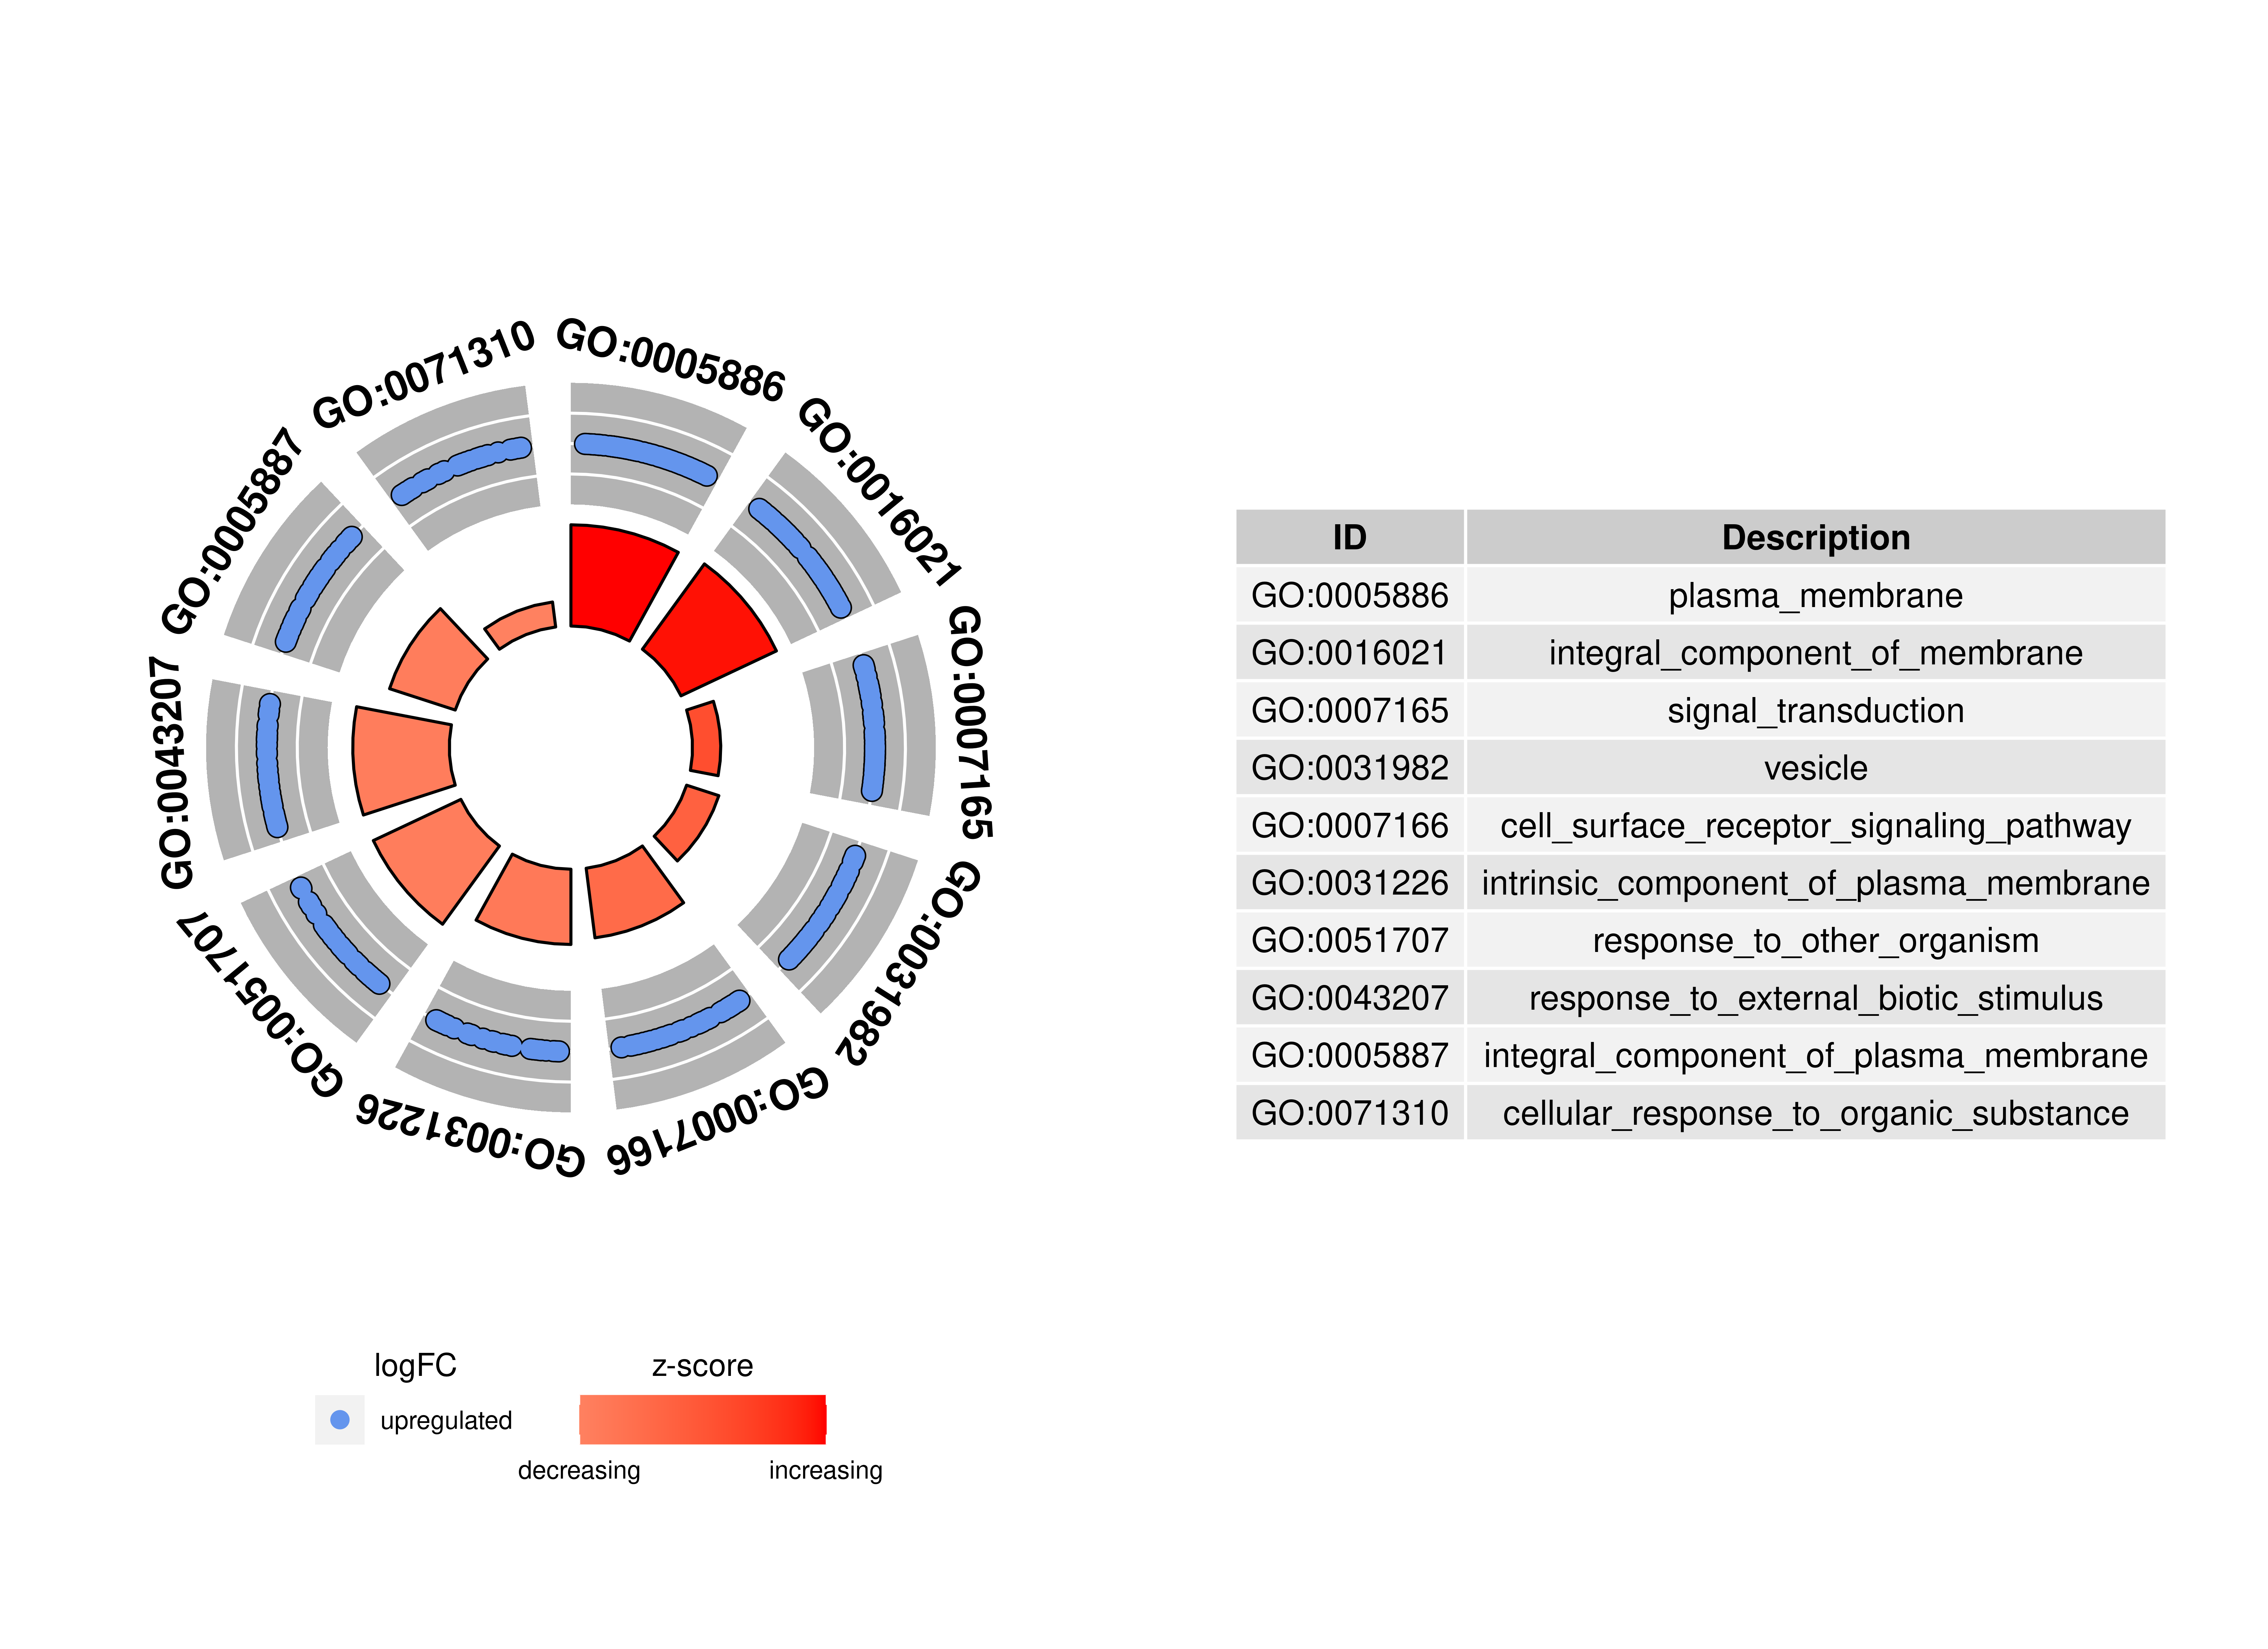 GO:0005886
GO:0016021
GO:0007165
GO:0031982
GO:0007166
GO:0031226
GO:0051707
GO:0043207
GO:0005887
GO:0071310
ID Description
GO:0005886 plasma_membrane
GO:0016021 integral_component_of_membrane
GO:0007165 signal_transduction
GO:0031982 vesicle
GO:0007166 cell_surface_receptor_signaling_pathway
GO:0031226 intrinsic_component_of_plasma_membrane
GO:0051707 response_to_other_organism
GO:0043207 response_to_external_biotic_stimulus
GO:0005887 integral_component_of_plasma_membrane
GO:0071310 cellular_response_to_organic_substance
logFC
upregulated
z-score
decreasing increasing